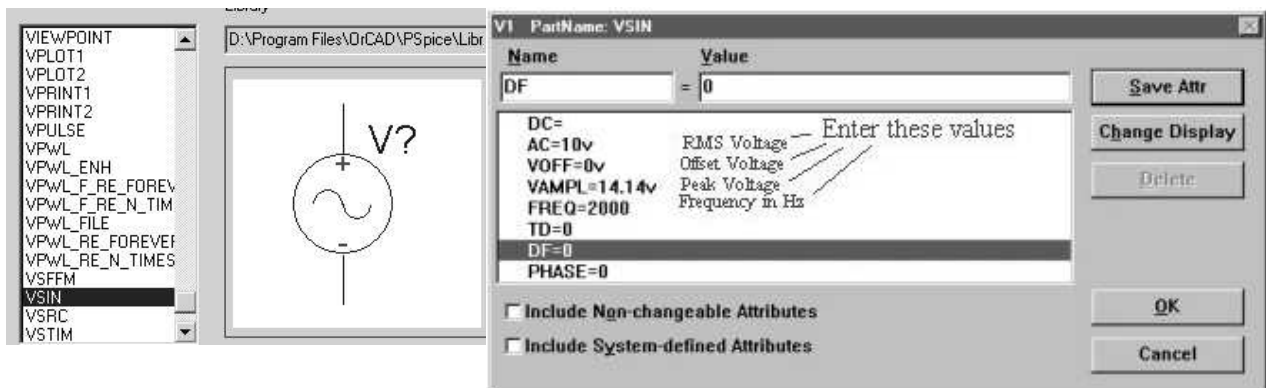 Library
VIEWPOINT
VPLOT1
VPLOT2
VPRINT1
VPRINT2
VPULSE
VPWL
VPWL_ENH
VPWL_F_RE_FOREV
VPWL_F_RE_N_TIM
VPWL_FILE
VPWL_RE_FOREVER
VPWL_RE_N_TIMES
VSFFM
VSIN
VSRC
VSTIM
D:\Program Files\OrCAD\PSpice\Libr
V?
+
-
V1 PartName: VSIN
Name Value
DF = 0
DC=
AC=10v RMS Voltage
VOFF=0v Offset Voltage
VAMPL=14.14v Peak Voltage
FREQ=2000 Frequency in Hz
TD=0
DF=0
PHASE=0
Enter these values
Include Non-changeable Attributes
Include System-defined Attributes
Save Attr
Change Display
Delete
OK
Cancel